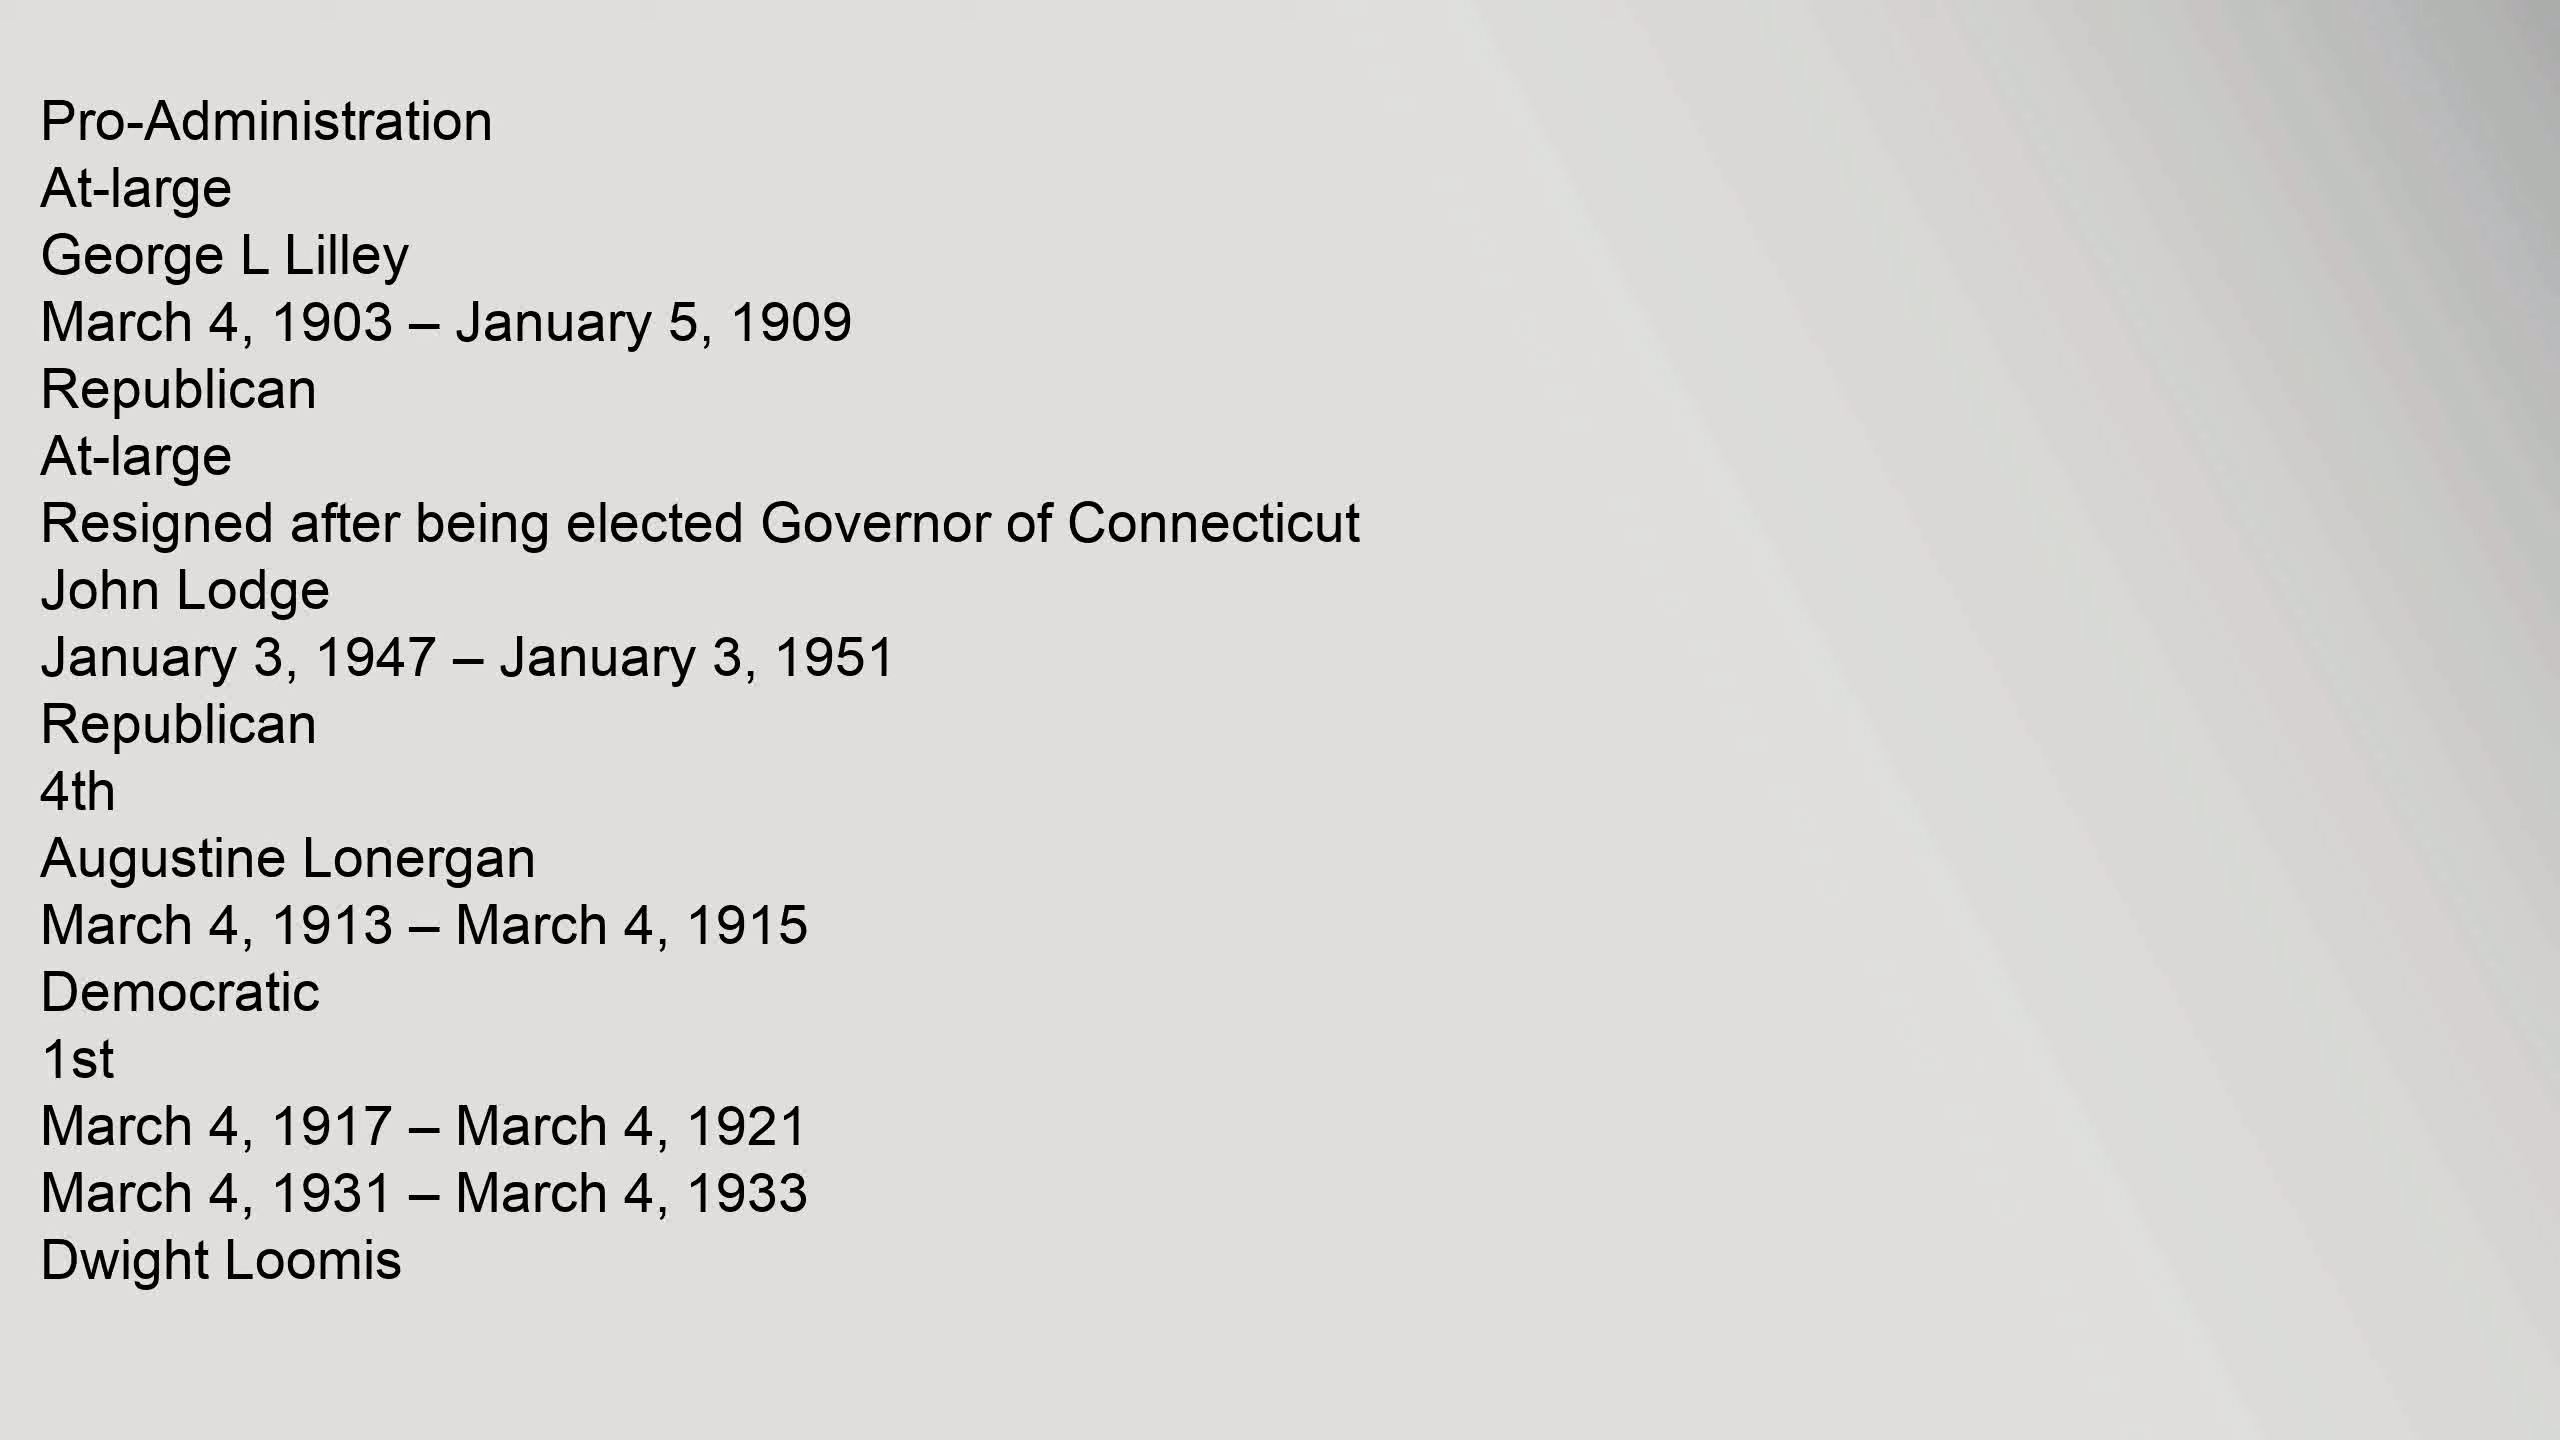 Pro-Administration
At-large
George L Lilley
March 4, 1903 – January 5, 1909
Republican
At-large
Resigned after being elected Governor of Connecticut
John Lodge
January 3, 1947 – January 3, 1951
Republican
4th
Augustine Lonergan
March 4, 1913 – March 4, 1915
Democratic
1st
March 4, 1917 – March 4, 1921
March 4, 1931 – March 4, 1933
Dwight Loomis